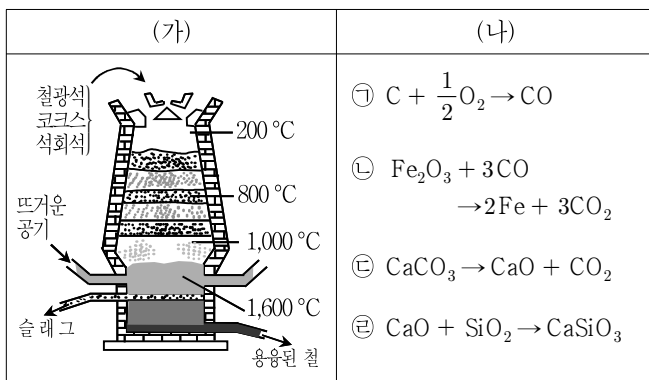 (가)
(나)
철광석
코크스
석회석
200 °C
800 °C
뜨거운
공기
1,000 °C
1,600 °C
슬래그
용융된 철
㉠ C + 1/2 O₂ → CO
㉡ Fe₂O₃ + 3CO
→ 2Fe + 3CO₂
㉢ CaCO₃ → CaO + CO₂
㉣ CaO + SiO₂ → CaSiO₃